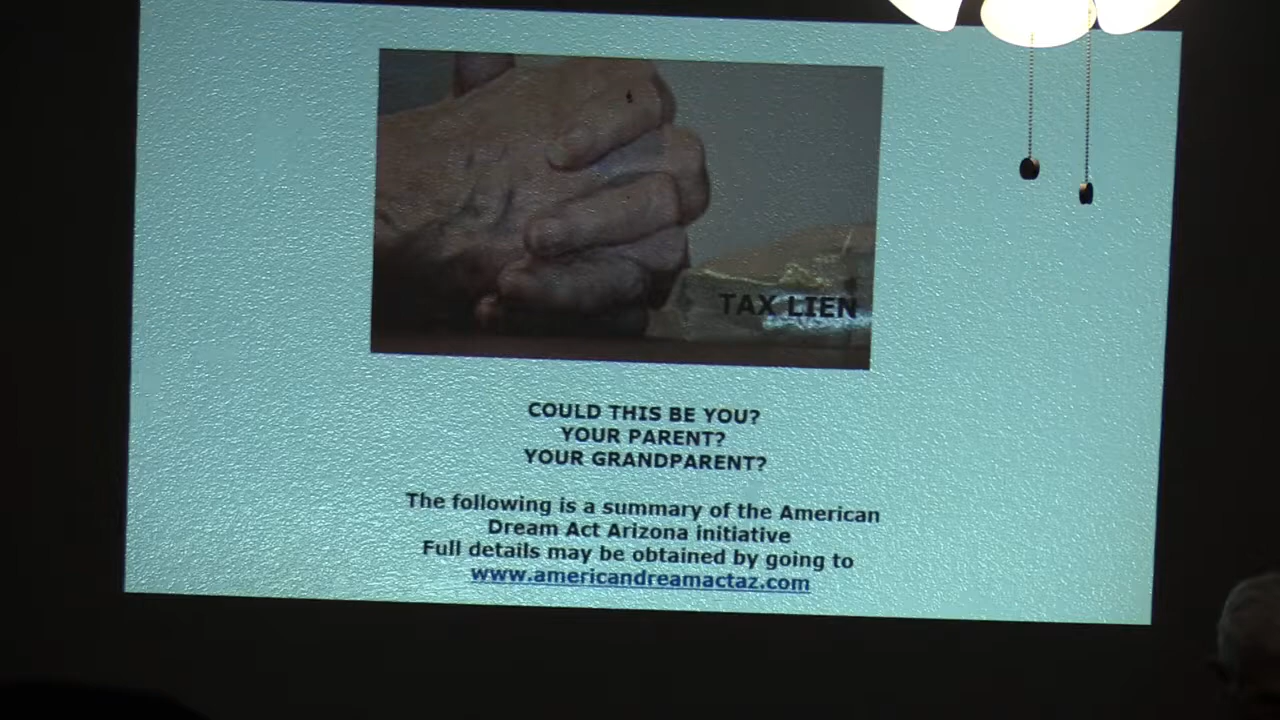 TAX LIEN
COULD THIS BE YOU?
YOUR PARENT?
YOUR GRANDPARENT?
The following is a summary of the American
Dream Act Arizona initiative
Full details may be obtained by going to
www.americandreamactaz.com